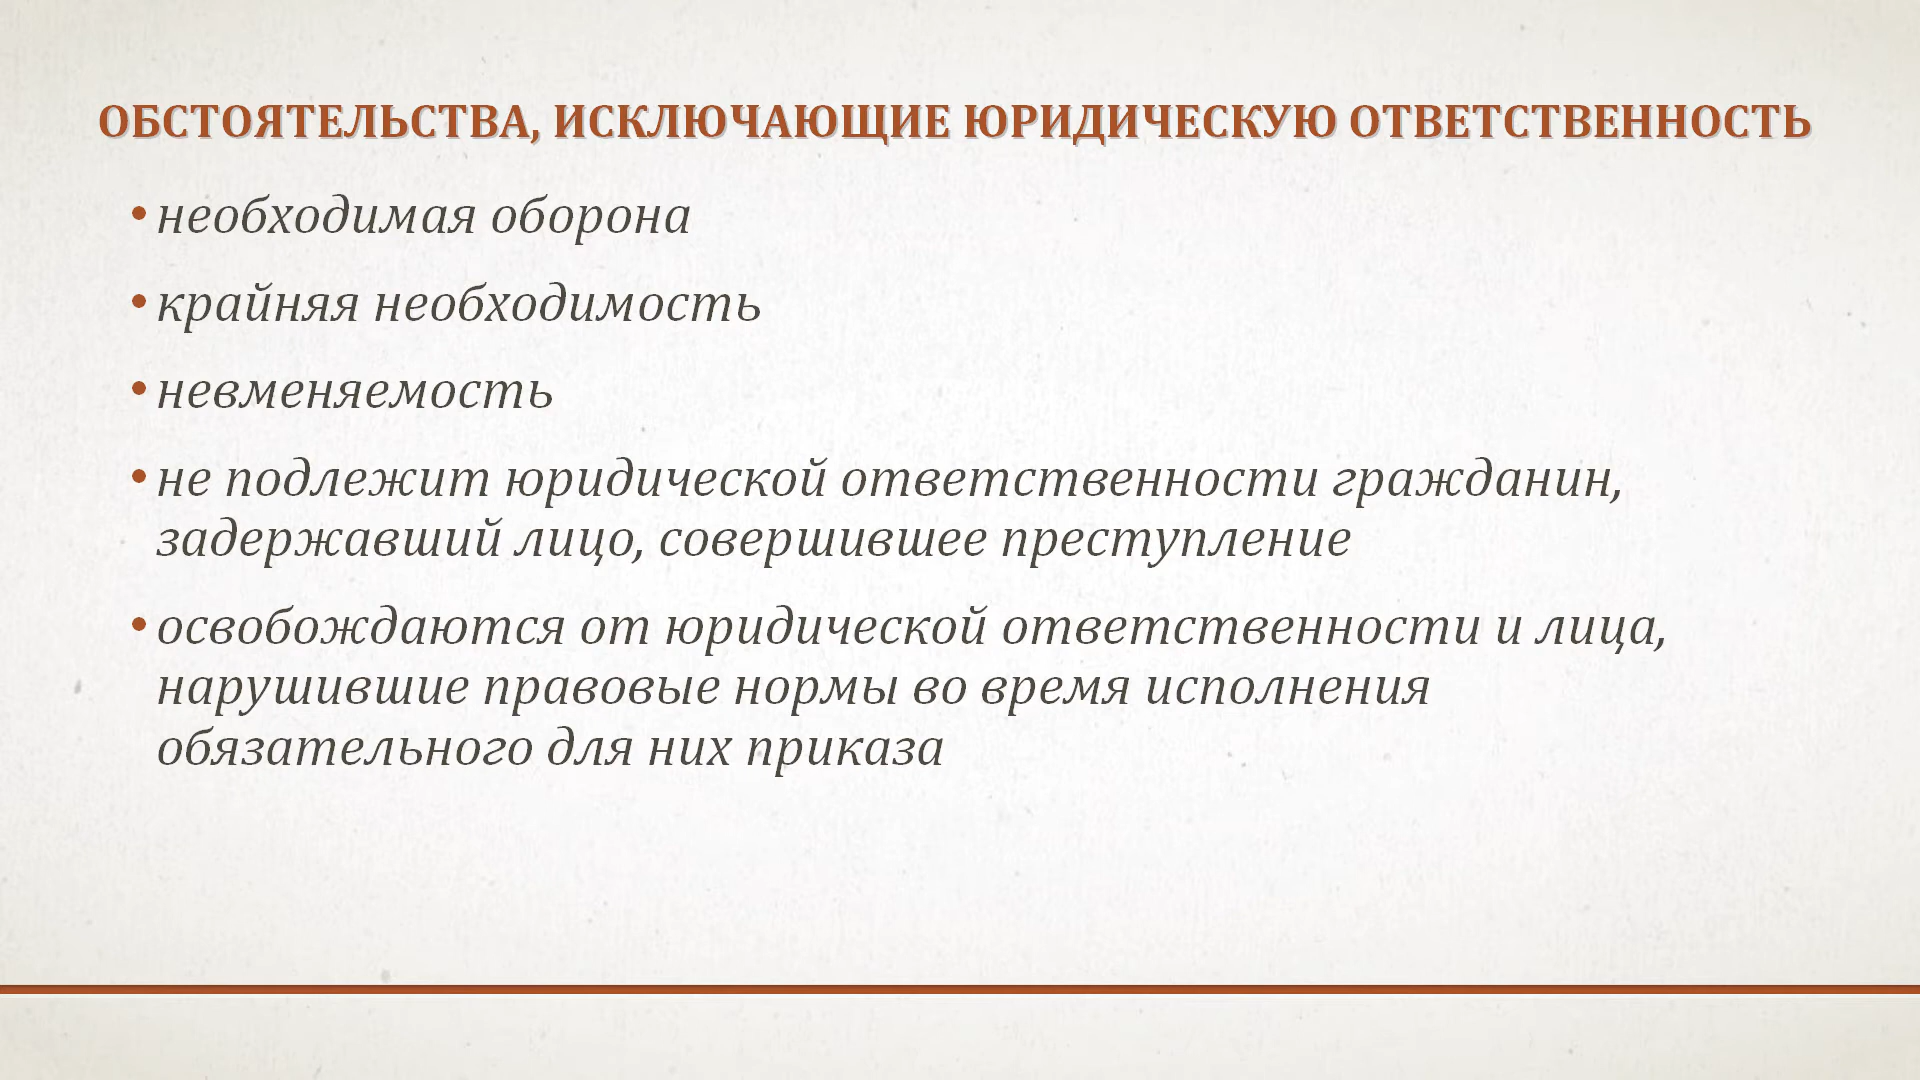 ОБСТОЯТЕЛЬСТВА, ИСКЛЮЧАЮЩИЕ ЮРИДИЧЕСКУЮ ОТВЕТСТВЕННОСТЬ
• необходимая оборона
• крайняя необходимость
• невменяемость
• не подлежит юридической ответственности гражданин,
задержавший лицо, совершившее преступление
• освобождаются от юридической ответственности и лица,
нарушившие правовые нормы во время исполнения
обязательного для них приказа